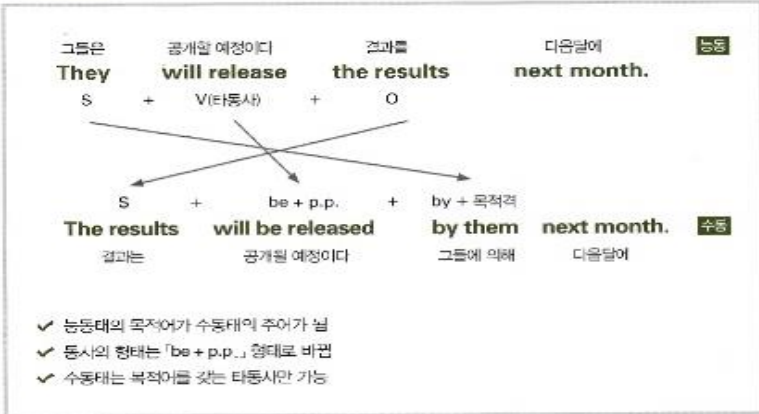 그들은 공개할 예정이다 결과를 다음달에 능동
They will release the results next month.
S + V(타동사) + O
S + be + p.p. + by + 목적격
The results will be released by them next month. 수동
결과는 공개될 예정이다 그들에 의해 다음달에
✓ 능동태의 목적어가 수동태의 주어가 됨
✓ 동사의 형태는 「be + p.p.」 형태로 바뀜
✓ 수동태는 목적어를 갖는 타동사만 가능